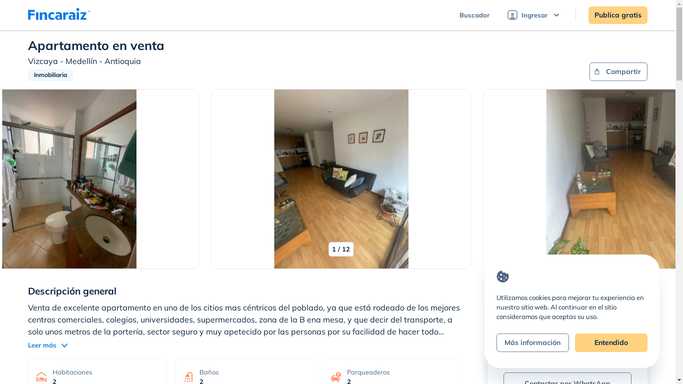 Fincaraiz
Buscador
Ingresar
Publica gratis
Apartamento en venta
Vizcaya - Medellín - Antioquia
Inmobiliaria
Compartir
1 / 12
Descripción general
Venta de excelente apartamento en una de los citios mas céntricos del poblado, ya que está rodeado de los mejores
centros comerciales, colegios, universidades, supermercados, zona de la B ena mesa, y que decir del transporte, a
solo unos metros de la portería, sector seguro y muy apetecido por las personas por su facilidad de hacer todo...
Leer más
Habitaciones
2
Baños
2
Parqueaderos
2
Utilizamos cookies para mejorar tu experiencia en
nuestro sitio web. Al continuar en el sitio
consideramos que aceptas su uso.
Más información
Entendido
Contactar por WhatsApp